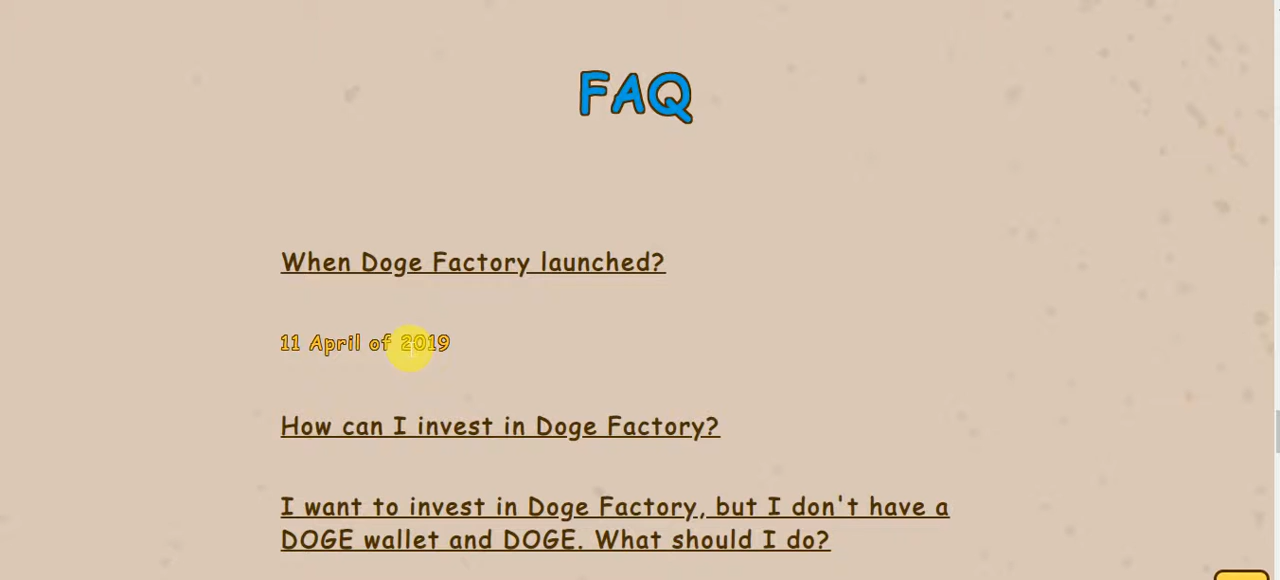 FAQ
When Doge Factory launched?
11 April of 2019
How can I invest in Doge Factory?
I want to invest in Doge Factory, but I don't have a
DOGE wallet and DOGE. What should I do?